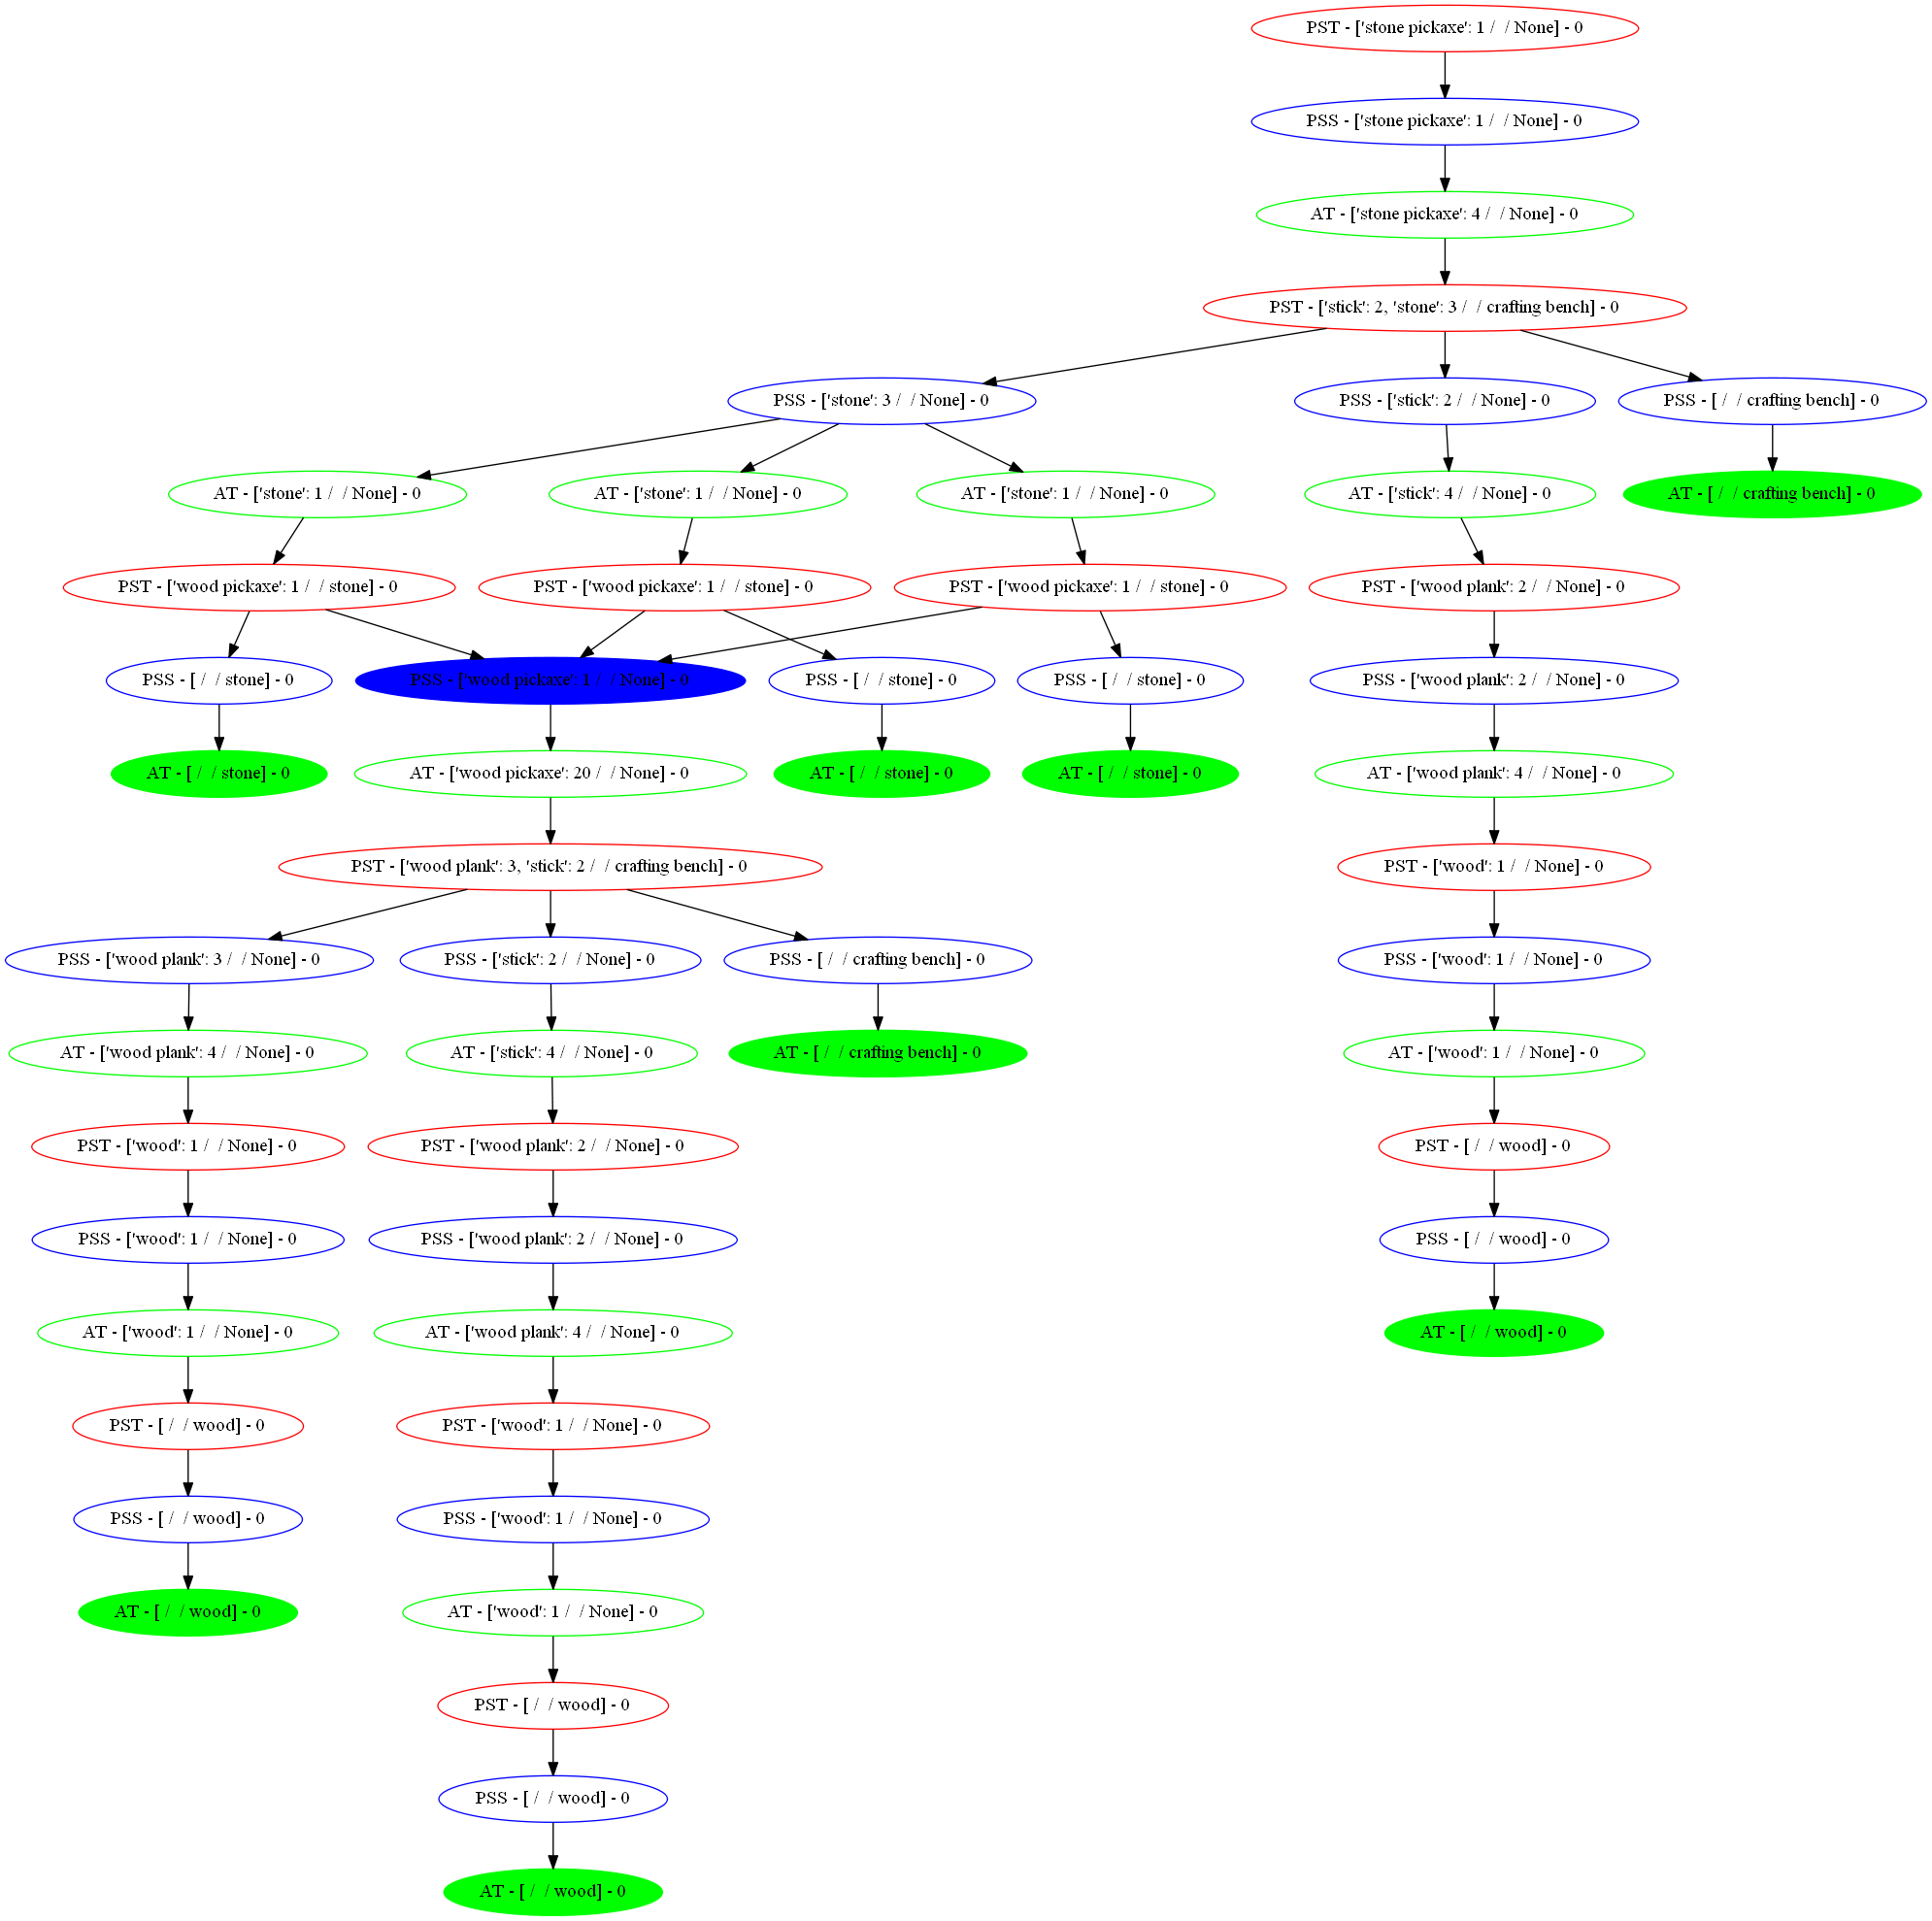 PST - ['stone pickaxe': 1 /  / None] - 0
PSS - ['stone pickaxe': 1 /  / None] - 0
AT - ['stone pickaxe': 4 /  / None] - 0
PST - ['stick': 2, 'stone': 3 /  / crafting bench] - 0
PSS - ['stone': 3 /  / None] - 0
PSS - ['stick': 2 /  / None] - 0
PSS - [ /  / crafting bench] - 0
AT - ['stone': 1 /  / None] - 0
AT - ['stone': 1 /  / None] - 0
AT - ['stone': 1 /  / None] - 0
AT - ['stick': 4 /  / None] - 0
AT - [ /  / crafting bench] - 0
PST - ['wood pickaxe': 1 /  / stone] - 0
PST - ['wood pickaxe': 1 /  / stone] - 0
PST - ['wood pickaxe': 1 /  / stone] - 0
PST - ['wood plank': 2 /  / None] - 0
PSS - [ /  / stone] - 0
PSS - ['wood pickaxe': 1 /  / None] - 0
PSS - [ /  / stone] - 0
PSS - [ /  / stone] - 0
PSS - ['wood plank': 2 /  / None] - 0
AT - [ /  / stone] - 0
AT - ['wood pickaxe': 20 /  / None] - 0
AT - [ /  / stone] - 0
AT - [ /  / stone] - 0
AT - ['wood plank': 4 /  / None] - 0
PST - ['wood plank': 3, 'stick': 2 /  / crafting bench] - 0
PST - ['wood': 1 /  / None] - 0
PSS - ['wood plank': 3 /  / None] - 0
PSS - ['stick': 2 /  / None] - 0
PSS - [ /  / crafting bench] - 0
PSS - ['wood': 1 /  / None] - 0
AT - ['wood plank': 4 /  / None] - 0
AT - ['stick': 4 /  / None] - 0
AT - [ /  / crafting bench] - 0
AT - ['wood': 1 /  / None] - 0
PST - ['wood': 1 /  / None] - 0
PST - ['wood plank': 2 /  / None] - 0
PST - [ /  / wood] - 0
PSS - ['wood': 1 /  / None] - 0
PSS - ['wood plank': 2 /  / None] - 0
PSS - [ /  / wood] - 0
AT - ['wood': 1 /  / None] - 0
AT - ['wood plank': 4 /  / None] - 0
AT - [ /  / wood] - 0
PST - [ /  / wood] - 0
PST - ['wood': 1 /  / None] - 0
PSS - [ /  / wood] - 0
PSS - ['wood': 1 /  / None] - 0
AT - [ /  / wood] - 0
AT - ['wood': 1 /  / None] - 0
PST - [ /  / wood] - 0
PSS - [ /  / wood] - 0
AT - [ /  / wood] - 0